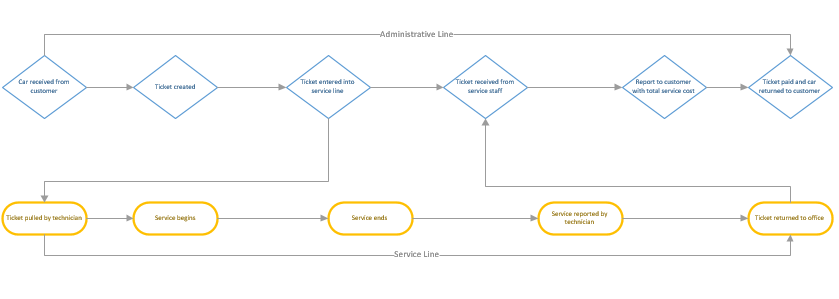 Administrative Line
Car received from
customer
Ticket created
Ticket entered into
service line
Ticket received from
service staff
Report to customer
with total service cost
Ticket paid and car
returned to customer
Ticket pulled by technician
Service begins
Service ends
Service reported by
technician
Ticket returned to office
Service Line